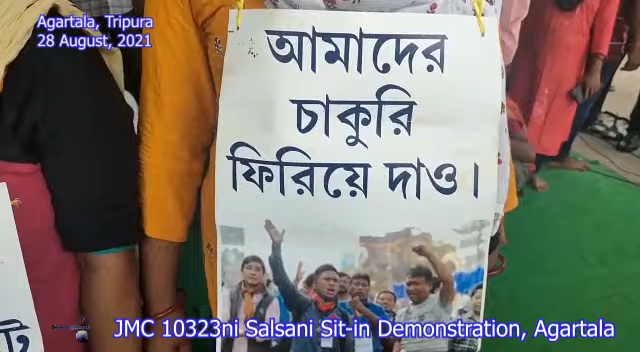 Agartala, Tripura
28 August, 2021
আমাদের
চাকুরি
ফিরিয়ে দাও।
JMC 10323ni Salsani Sit-in Demonstration, Agartala